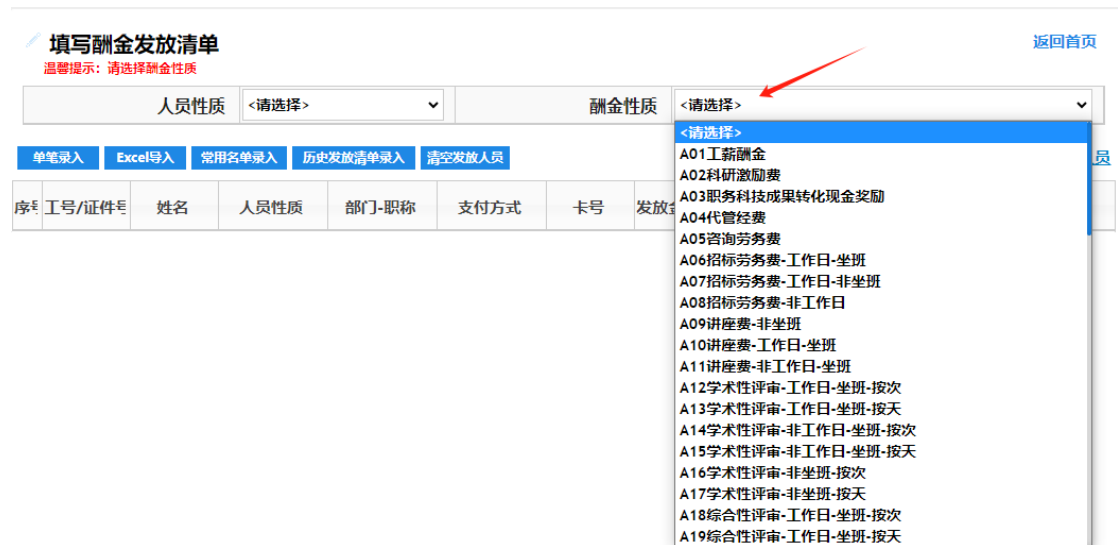 填写酬金发放清单
返回首页
温馨提示：请选择酬金性质
人员性质 <请选择> 酬金性质 <请选择>
单笔录入 Excel导入 常用名单录入 历史发放清单录入 清空发放人员 员
序号 工号/证件号 姓名 人员性质 部门-职称 支付方式 卡号 发放金
<请选择>
A01工薪酬金
A02科研激励费
A03职务科技成果转化现金奖励
A04代管经费
A05咨询劳务费
A06招标劳务费-工作日-坐班
A07招标劳务费-工作日-非坐班
A08招标劳务费-非工作日
A09讲座费-非坐班
A10讲座费-工作日-坐班
A11讲座费-非工作日-坐班
A12学术性评审-工作日-坐班-按次
A13学术性评审-工作日-坐班-按天
A14学术性评审-非工作日-坐班-按次
A15学术性评审-非工作日-坐班-按天
A16学术性评审-非坐班-按次
A17学术性评审-非坐班-按天
A18综合性评审-工作日-坐班-按次
A19综合性评审-工作日-坐班-按天